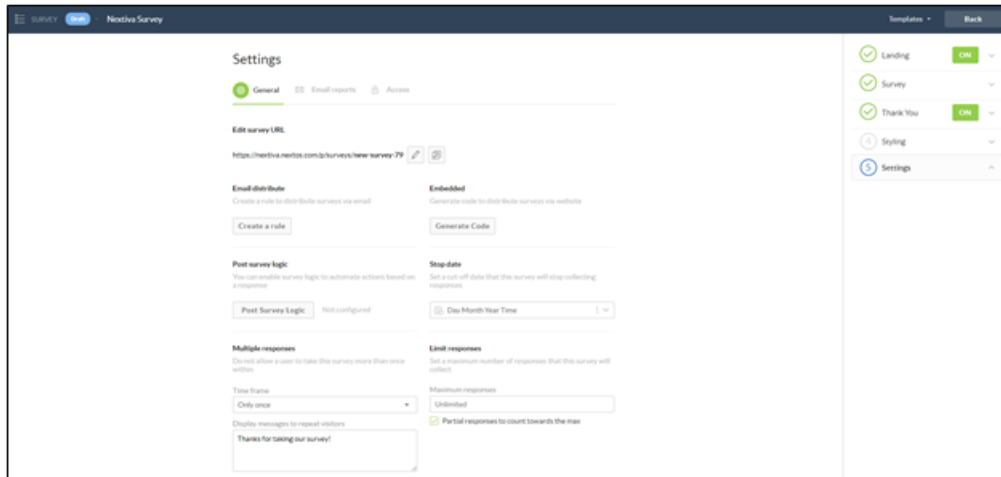 SURVEY Draft Nextiva Survey
Templates Back
Settings
General Email reports Access
Edit survey URL
https://nextiva.nextos.com/p/surveys/new-survey-79
Email distribute
Create a rule to distribute surveys via email
Create a rule
Embedded
Generate code to distribute surveys via website
Generate Code
Post survey logic
You can enable survey logic to automate actions based on
a response
Post Survey Logic Not configured
Stop date
Set a cut-off date that this survey will stop collecting
responses
Day Month Year Time
Multiple responses
Do not allow a user to take this survey more than once
within
Time frame
Only once
Display messages to repeat visitors
Thanks for taking our survey!
Limit responses
Set a maximum number of responses that this survey will
collect
Maximum responses
Unlimited
Partial responses to count towards the max
Landing ON
Survey
Thank You ON
4 Styling
5 Settings